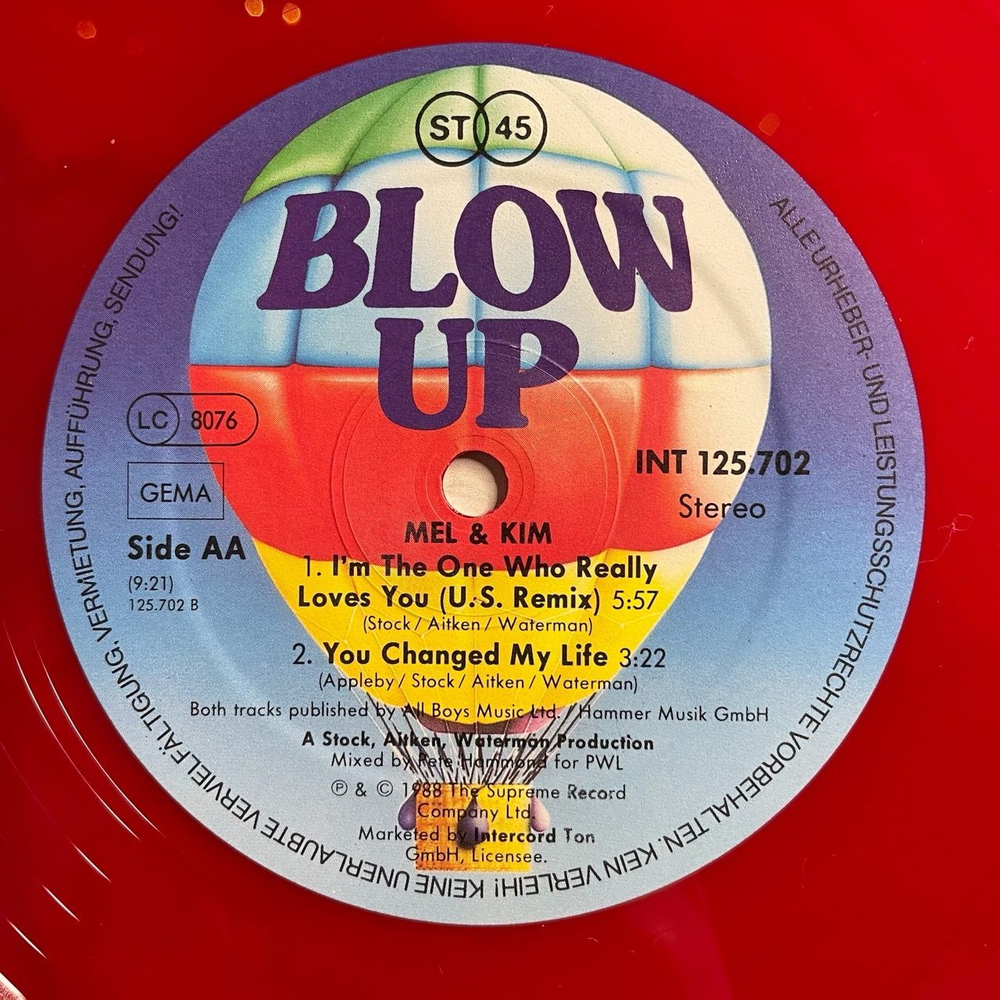 ST 45
BLOW
UP
LC 8076
GEMA
INT 125.702
Stereo
Side AA
(9:21)
125.702 B
MEL & KIM
1. I'm The One Who Really
Loves You (U.S. Remix) 5:57
(Stock / Aitken / Waterman)
2. You Changed My Life 3:22
(Appleby / Stock / Aitken / Waterman)
Both tracks published by All Boys Music Ltd. / Hammer Musik GmbH
A Stock, Aitken, Waterman Production
Mixed by Pete Hammond for PWL
℗ & © 1988 The Supreme Record
Company Ltd.
Marketed by Intercord Ton
GmbH, Licensee.
ALLE URHEBER- UND LEISTUNGSSCHUTZRECHTE VORBEHALTEN. KEIN VERLEIH! KEINE UNERLAUBTE VERVIELFÄLTIGUNG, VERMIETUNG, AUFFÜHRUNG, SENDUNG!